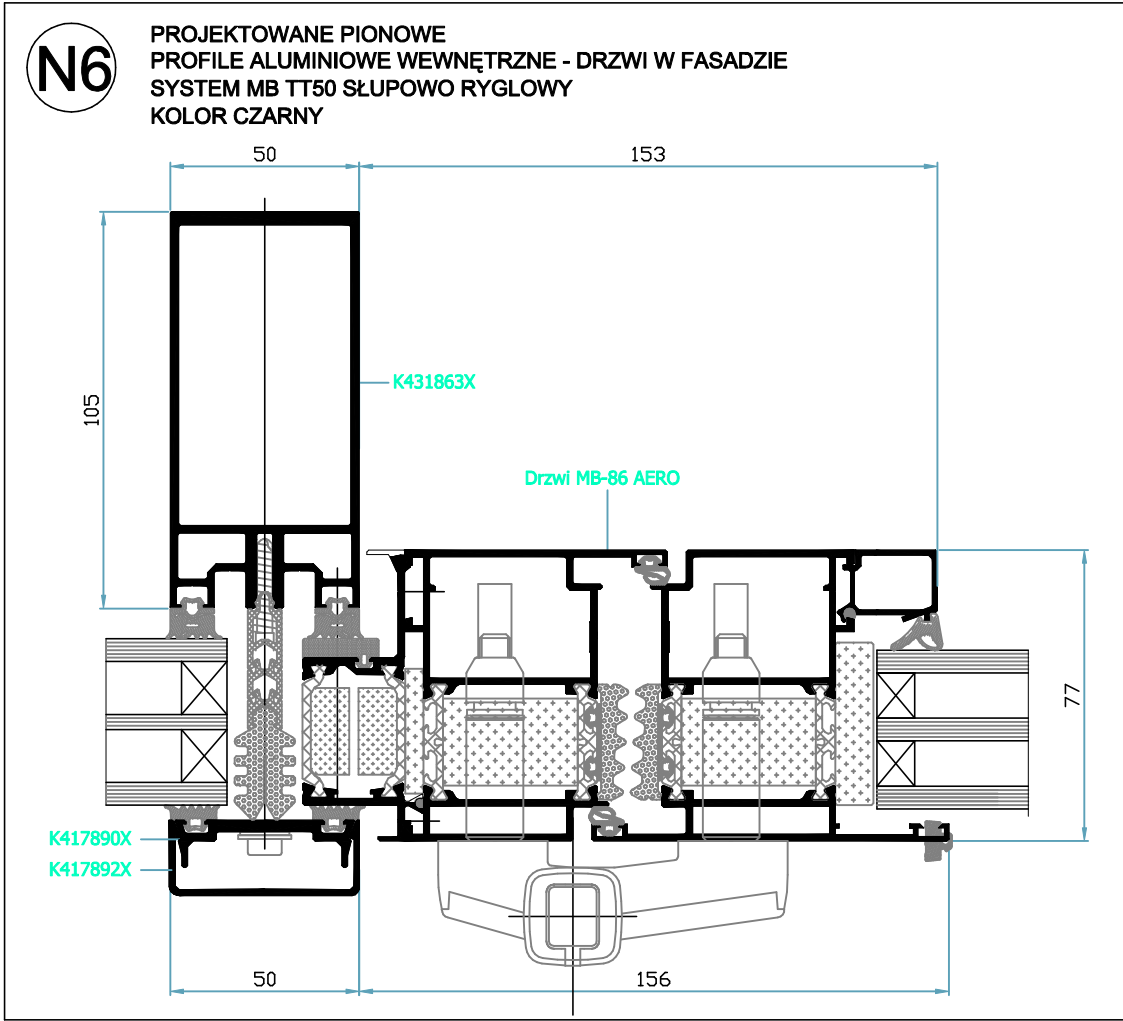 N6
PROJEKTOWANE PIONOWE
PROFILE ALUMINIOWE WEWNĘTRZNE - DRZWI W FASADZIE
SYSTEM MB TT50 SŁUPOWO RYGLOWY
KOLOR CZARNY
50
153
105
K431863X
Drzwi MB-86 AERO
77
K417890X
K417892X
50
156